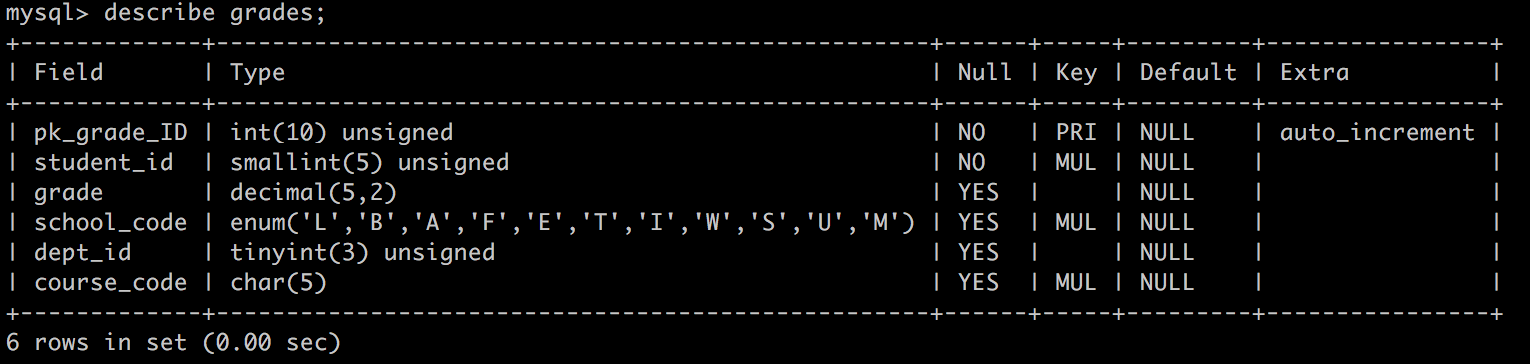 mysql> describe grades;
+-------------+---------------------------------------------------+------+-----+---------+----------------+
| Field       | Type                                              | Null | Key | Default | Extra          |
+-------------+---------------------------------------------------+------+-----+---------+----------------+
| pk_grade_ID | int(10) unsigned                                  | NO   | PRI | NULL    | auto_increment |
| student_id  | smallint(5) unsigned                              | NO   | MUL | NULL    |                |
| grade       | decimal(5,2)                                      | YES  |     | NULL    |                |
| school_code | enum('L','B','A','F','E','T','I','W','S','U','M') | YES  | MUL | NULL    |                |
| dept_id     | tinyint(3) unsigned                               | YES  |     | NULL    |                |
| course_code | char(5)                                           | YES  | MUL | NULL    |                |
+-------------+---------------------------------------------------+------+-----+---------+----------------+
6 rows in set (0.00 sec)